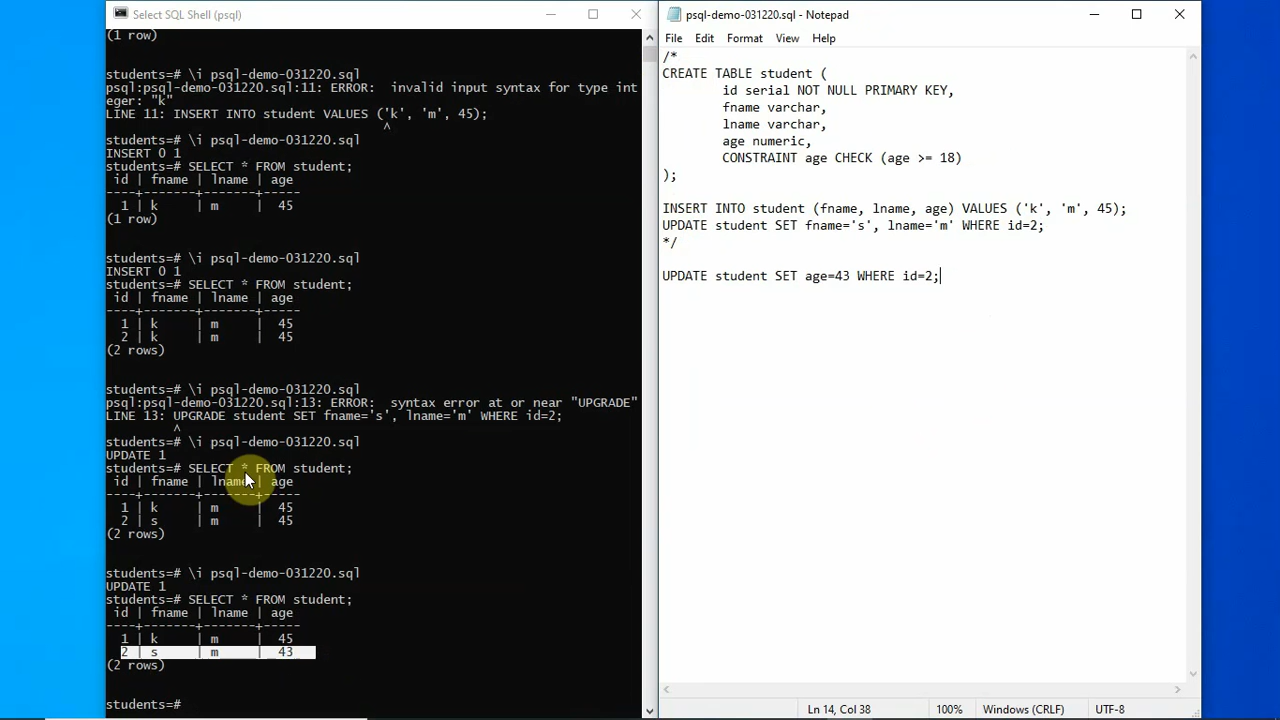 Select SQL Shell (psql)
(1 row)
students=# \i psql-demo-031220.sql
psql:psql-demo-031220.sql:11: ERROR:  invalid input syntax for type int
eger: "k"
LINE 11: INSERT INTO student VALUES ('k', 'm', 45);
^
students=# \i psql-demo-031220.sql
INSERT 0 1
students=# SELECT * FROM student;
id | fname | lname | age
----+-------+-------+-----
1 | k     | m     |  45
(1 row)
students=# \i psql-demo-031220.sql
INSERT 0 1
students=# SELECT * FROM student;
id | fname | lname | age
----+-------+-------+-----
1 | k     | m     |  45
2 | k     | m     |  45
(2 rows)
students=# \i psql-demo-031220.sql
psql:psql-demo-031220.sql:13: ERROR:  syntax error at or near "UPGRADE"
LINE 13: UPGRADE student SET fname='s', lname='m' WHERE id=2;
^
students=# \i psql-demo-031220.sql
UPDATE 1
students=# SELECT * FROM student;
id | fname | lname | age
----+-------+-------+-----
1 | k     | m     |  45
2 | s     | m     |  45
(2 rows)
students=# \i psql-demo-031220.sql
UPDATE 1
students=# SELECT * FROM student;
id | fname | lname | age
----+-------+-------+-----
1 | k     | m     |  45
2 | s     | m     |  43
(2 rows)
students=#
psql-demo-031220.sql - Notepad
File Edit Format View Help
/*
CREATE TABLE student (
id serial NOT NULL PRIMARY KEY,
fname varchar,
lname varchar,
age numeric,
CONSTRAINT age CHECK (age >= 18)
);
INSERT INTO student (fname, lname, age) VALUES ('k', 'm', 45);
UPDATE student SET fname='s', lname='m' WHERE id=2;
*/
UPDATE student SET age=43 WHERE id=2;
Ln 14, Col 38 100% Windows (CRLF) UTF-8